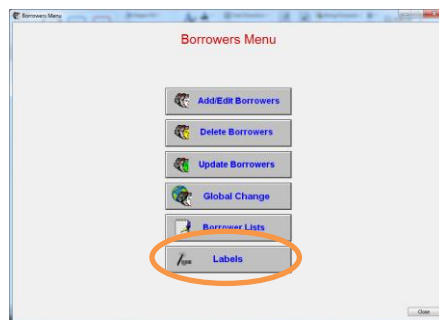 Borrowers Menu
Borrowers Menu
Add/Edit Borrowers
Delete Borrowers
Update Borrowers
Global Change
Borrower Lists
Labels
Close